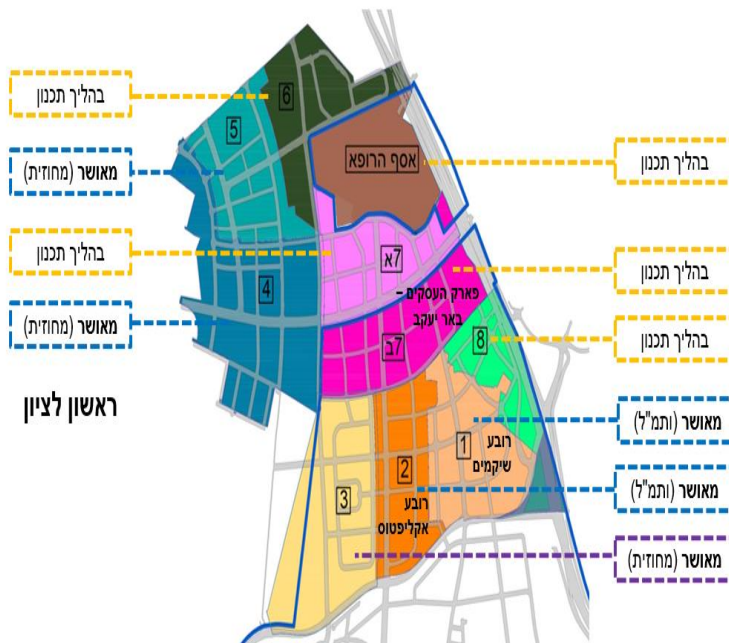 בהליך תכנון
מאושר (מחוזית)
בהליך תכנון
מאושר (מחוזית)
ראשון לציון
6
5
אסף הרופא
7א
4
פארק העסקים –
באר יעקב
7ב
8
1
רובע
שיקמים
2
רובע
אקליפטוס
3
בהליך תכנון
בהליך תכנון
בהליך תכנון
מאושר (ותמ"ל)
מאושר (ותמ"ל)
מאושר (מחוזית)